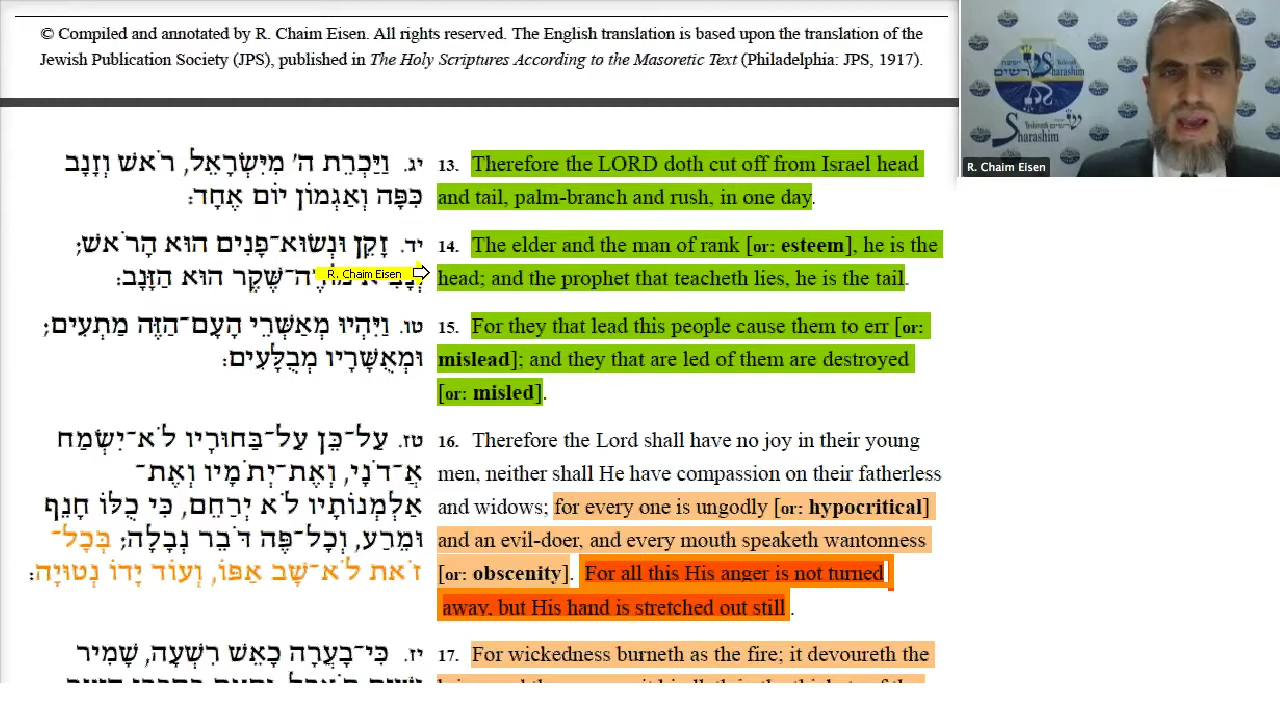 © Compiled and annotated by R. Chaim Eisen. All rights reserved. The English translation is based upon the translation of the
Jewish Publication Society (JPS), published in The Holy Scriptures According to the Masoretic Text (Philadelphia: JPS, 1917).
יג. וַיַּכְרֵת ה' מִיִּשְׂרָאֵל, רֹאשׁ וְזָנָב
כִּפָּה וְאַגְמוֹן יוֹם אֶחָד:
13. Therefore the LORD doth cut off from Israel head
and tail, palm-branch and rush, in one day.
יד. זָקֵן וּנְשׂוּא־פָנִים הוּא הָרֹאשׁ;
שֶּׁקֶר הוּא הַזָּנָב:
14. The elder and the man of rank [or: esteem], he is the
head; and the prophet that teacheth lies, he is the tail.
R. Chaim Eisen
טו. וַיִּהְיוּ מְאַשְּׁרֵי הָעָם־הַזֶּה מַתְעִים;
וּמְאֻשָּׁרָיו מְבֻלָּעִים:
15. For they that lead this people cause them to err [or:
mislead]; and they that are led of them are destroyed
[or: misled].
טז. עַל־כֵּן עַל־בַּחוּרָיו לֹא־יִשְׂמַח
אֲ־דֹנָי, וְאֶת־יְתֹמָיו וְאֶת־
אַלְמְנוֹתָיו לֹא יְרַחֵם, כִּי כֻלּוֹ חָנֵף
וּמֵרַע, וְכָל־פֶּה דֹּבֵר נְבָלָה; בְּכָל־
זֹאת לֹא־שָׁב אַפּוֹ, וְעוֹד יָדוֹ נְטוּיָה:
16. Therefore the Lord shall have no joy in their young
men, neither shall He have compassion on their fatherless
and widows; for every one is ungodly [or: hypocritical]
and an evil-doer, and every mouth speaketh wantonness
[or: obscenity]. For all this His anger is not turned
away, but His hand is stretched out still.
יז. כִּי־בָעֲרָה כָאֵשׁ רִשְׁעָה, שָׁמִיר
17. For wickedness burneth as the fire; it devoureth the
Sharashim
Yeshivath
Sharashim
R. Chaim Eisen